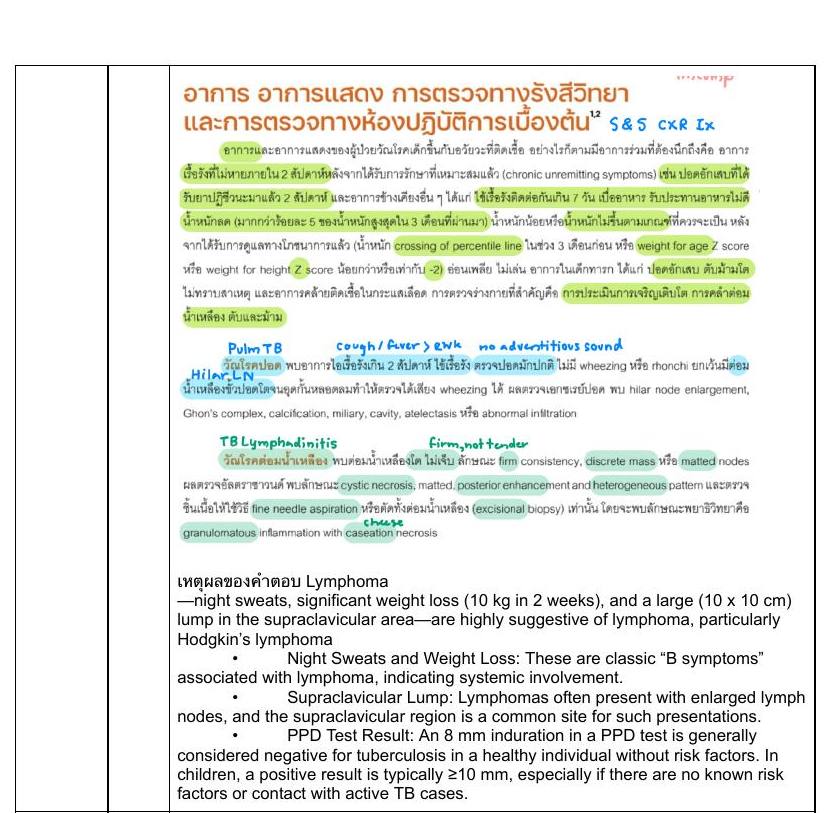 อาการ อาการแสดง การตรวจทางรังสีวิทยา
และการตรวจทางห้องปฏิบัติการเบื้องต้น1,2 S & S CXR Ix
อาการและอาการแสดงของผู้ป่วยวัณโรคเด็กขึ้นกับอวัยวะที่ติดเชื้อ อย่างไรก็ตามมีอาการร่วมที่ต้องนึกถึงคือ อาการ
เรื้อรังที่ไม่หายภายใน 2 สัปดาห์หลังจากได้รับการรักษาที่เหมาะสมแล้ว (chronic unremitting symptoms) เช่น ปอดอักเสบที่ได้
รับยาปฏิชีวนะมาแล้ว 2 สัปดาห์ และอาการข้างเคียงอื่น ๆ ได้แก่ ไข้เรื้อรังติดต่อกันเกิน 7 วัน เบื่ออาหาร รับประทานอาหารไม่ดี
น้ำหนักลด (มากกว่าร้อยละ 5 ของน้ำหนักสูงสุดใน 3 เดือนที่ผ่านมา) น้ำหนักน้อยหรือน้ำหนักไม่ขึ้นตามเกณฑ์ที่ควรจะเป็น หลัง
จากได้รับการดูแลทางโภชนาการแล้ว (น้ำหนัก crossing of percentile line ในช่วง 3 เดือนก่อน หรือ weight for age Z score
หรือ weight for height Z score น้อยกว่าหรือเท่ากับ -2) อ่อนเพลีย ไม่เล่น อาการในเด็กทารก ได้แก่ ปอดอักเสบ ตับม้ามโต
ไม่ทราบสาเหตุ และอาการคล้ายติดเชื้อในกระแสเลือด การตรวจร่างกายที่สำคัญคือ การประเมินการเจริญเติบโต การคลำต่อม
น้ำเหลือง ตับและม้าม
Pulm TB cough / fever > 2wk no adventitious sound
วัณโรคปอด พบอาการไอเรื้อรังเกิน 2 สัปดาห์ ไข้เรื้อรัง ตรวจปอดมักปกติ ไม่มี wheezing หรือ rhonchi ยกเว้นมีต่อม
Hilar LN
น้ำเหลืองขั้วปอดโตจนอุดกั้นหลอดลมทำให้ตรวจได้เสียง wheezing ได้ ผลตรวจเอกซเรย์ปอด พบ hilar node enlargement,
Ghon's complex, calcification, miliary, cavity, atelectasis หรือ abnormal infiltration
TB Lymphadinitis firm, not tender
วัณโรคต่อมน้ำเหลือง พบต่อมน้ำเหลืองโต ไม่เจ็บ ลักษณะ firm consistency, discrete mass หรือ matted nodes
ผลตรวจอัลตราซาวนด์ พบลักษณะ cystic necrosis, matted, posterior enhancement and heterogeneous pattern และตรวจ
ชิ้นเนื้อให้ใช้วิธี fine needle aspiration หรือตัดทั้งต่อมน้ำเหลือง (excisional biopsy) เท่านั้น โดยจะพบลักษณะพยาธิวิทยาคือ
cheese
granulomatous inflammation with caseation necrosis
เหตุผลของคำตอบ Lymphoma
—night sweats, significant weight loss (10 kg in 2 weeks), and a large (10 x 10 cm)
lump in the supraclavicular area—are highly suggestive of lymphoma, particularly
Hodgkin’s lymphoma
• Night Sweats and Weight Loss: These are classic “B symptoms”
associated with lymphoma, indicating systemic involvement.
• Supraclavicular Lump: Lymphomas often present with enlarged lymph
nodes, and the supraclavicular region is a common site for such presentations.
• PPD Test Result: An 8 mm induration in a PPD test is generally
considered negative for tuberculosis in a healthy individual without risk factors. In
children, a positive result is typically ≥10 mm, especially if there are no known risk
factors or contact with active TB cases.